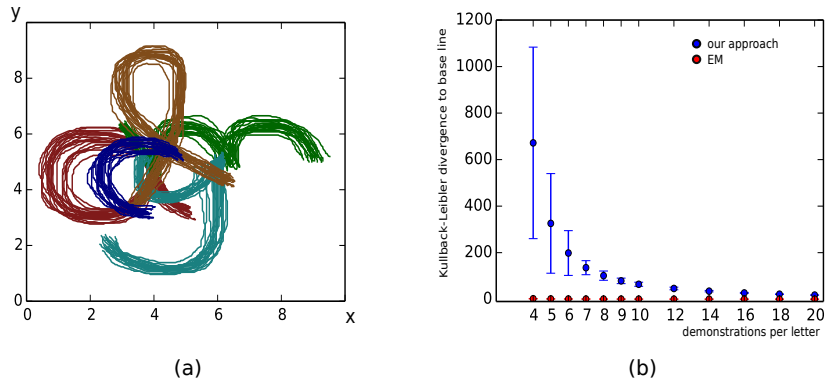 y
8
6
4
2
0
0 2 4 6 8 x
(a)
Kullback-Leibler divergence to base line
1200
1000
800
600
400
200
0
our approach
EM
4 5 6 7 8 9 10 12 14 16 18 20
demonstrations per letter
(b)